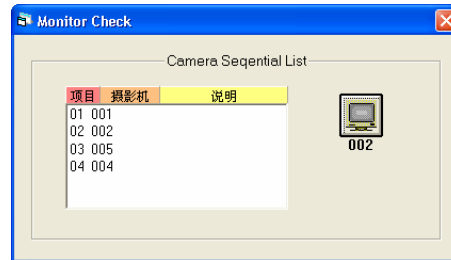 Monitor Check
Camera Seqential List
项目 摄影机 说明
01 001
02 002
03 005
04 004
002